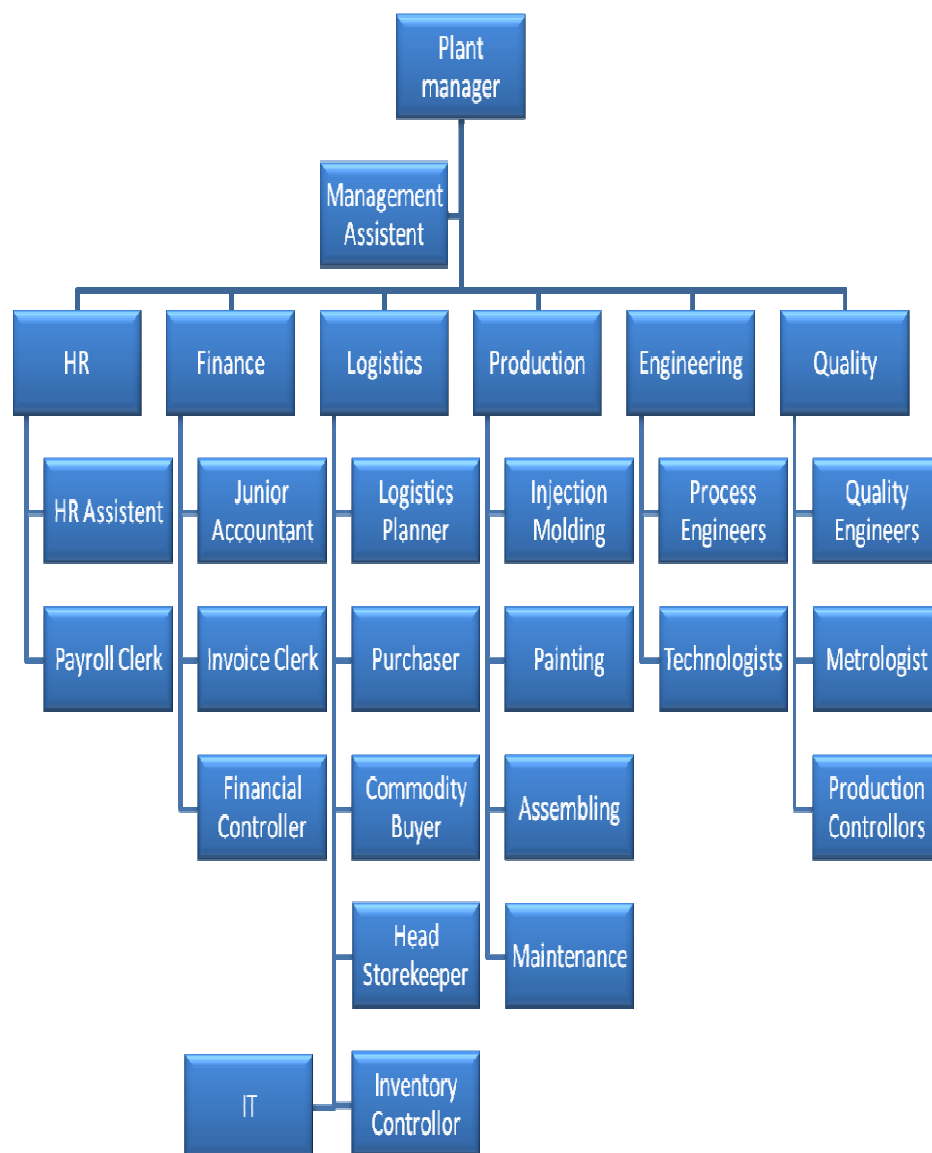 Plant
manager
Management
Assistent
HR
Finance
Logistics
Production
Engineering
Quality
HR Assistent
Junior
Accountant
Logistics
Planner
Injection
Molding
Process
Engineers
Quality
Engineers
Payroll Clerk
Invoice Clerk
Purchaser
Painting
Technologists
Metrologist
Financial
Controller
Commodity
Buyer
Assembling
Production
Controllors
Head
Storekeeper
Maintenance
IT
Inventory
Controllor